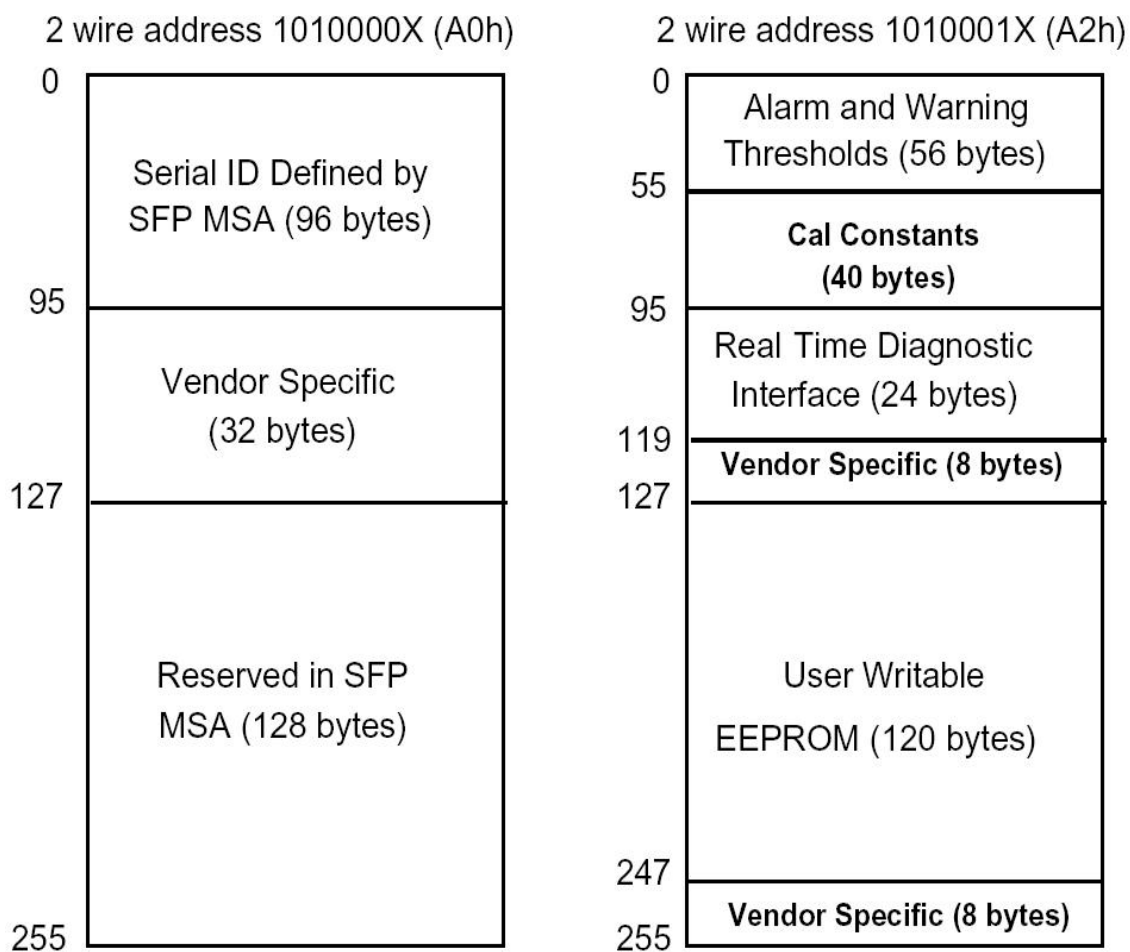 2 wire address 1010000X (A0h)
0
Serial ID Defined by
SFP MSA (96 bytes)
95
Vendor Specific
(32 bytes)
127
Reserved in SFP
MSA (128 bytes)
255
2 wire address 1010001X (A2h)
0
Alarm and Warning
Thresholds (56 bytes)
55
Cal Constants
(40 bytes)
95
Real Time Diagnostic
Interface (24 bytes)
119
Vendor Specific (8 bytes)
127
User Writable
EEPROM (120 bytes)
247
Vendor Specific (8 bytes)
255